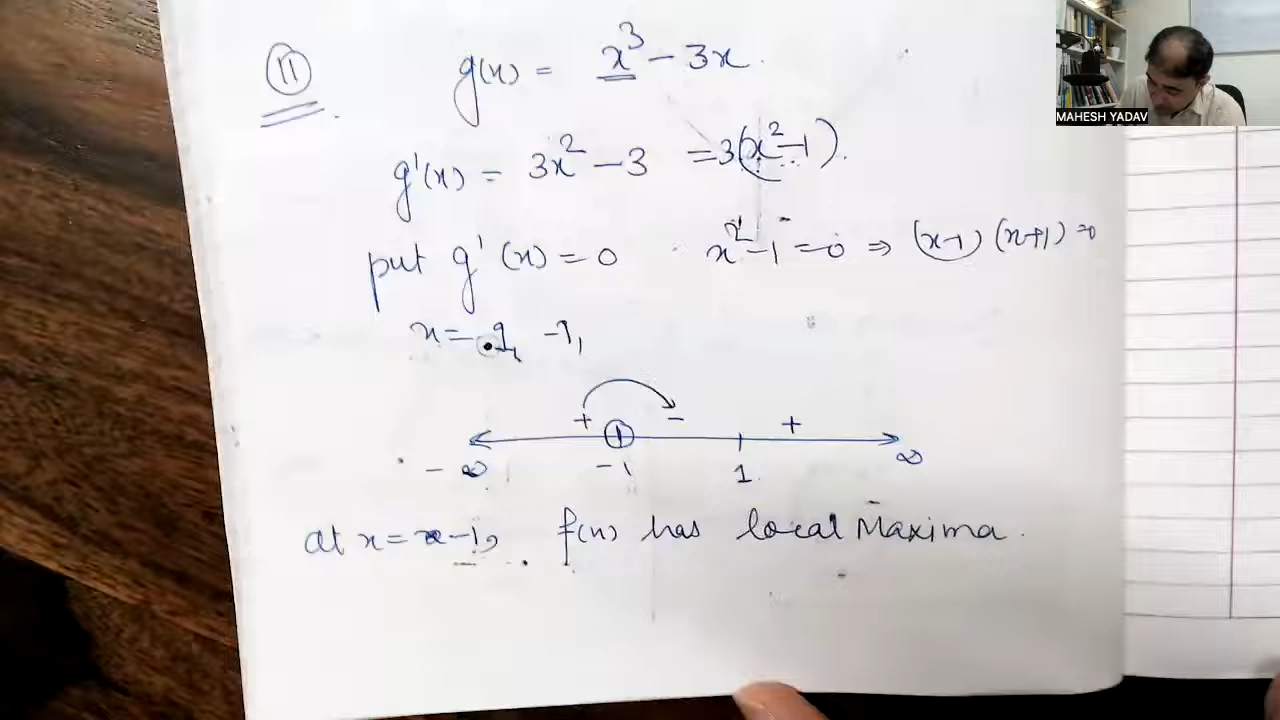 (ii) g(x) = x³ - 3x.
g'(x) = 3x² - 3 = 3(x² - 1).
put g'(x) = 0 x² - 1 = 0 ⇒ (x-1) (x+1) = 0
x = 1, -1,
+ - +
- ∞ -1 1 ∞
at x = -1, f(x) has local Maxima.
MAHESH YADAV